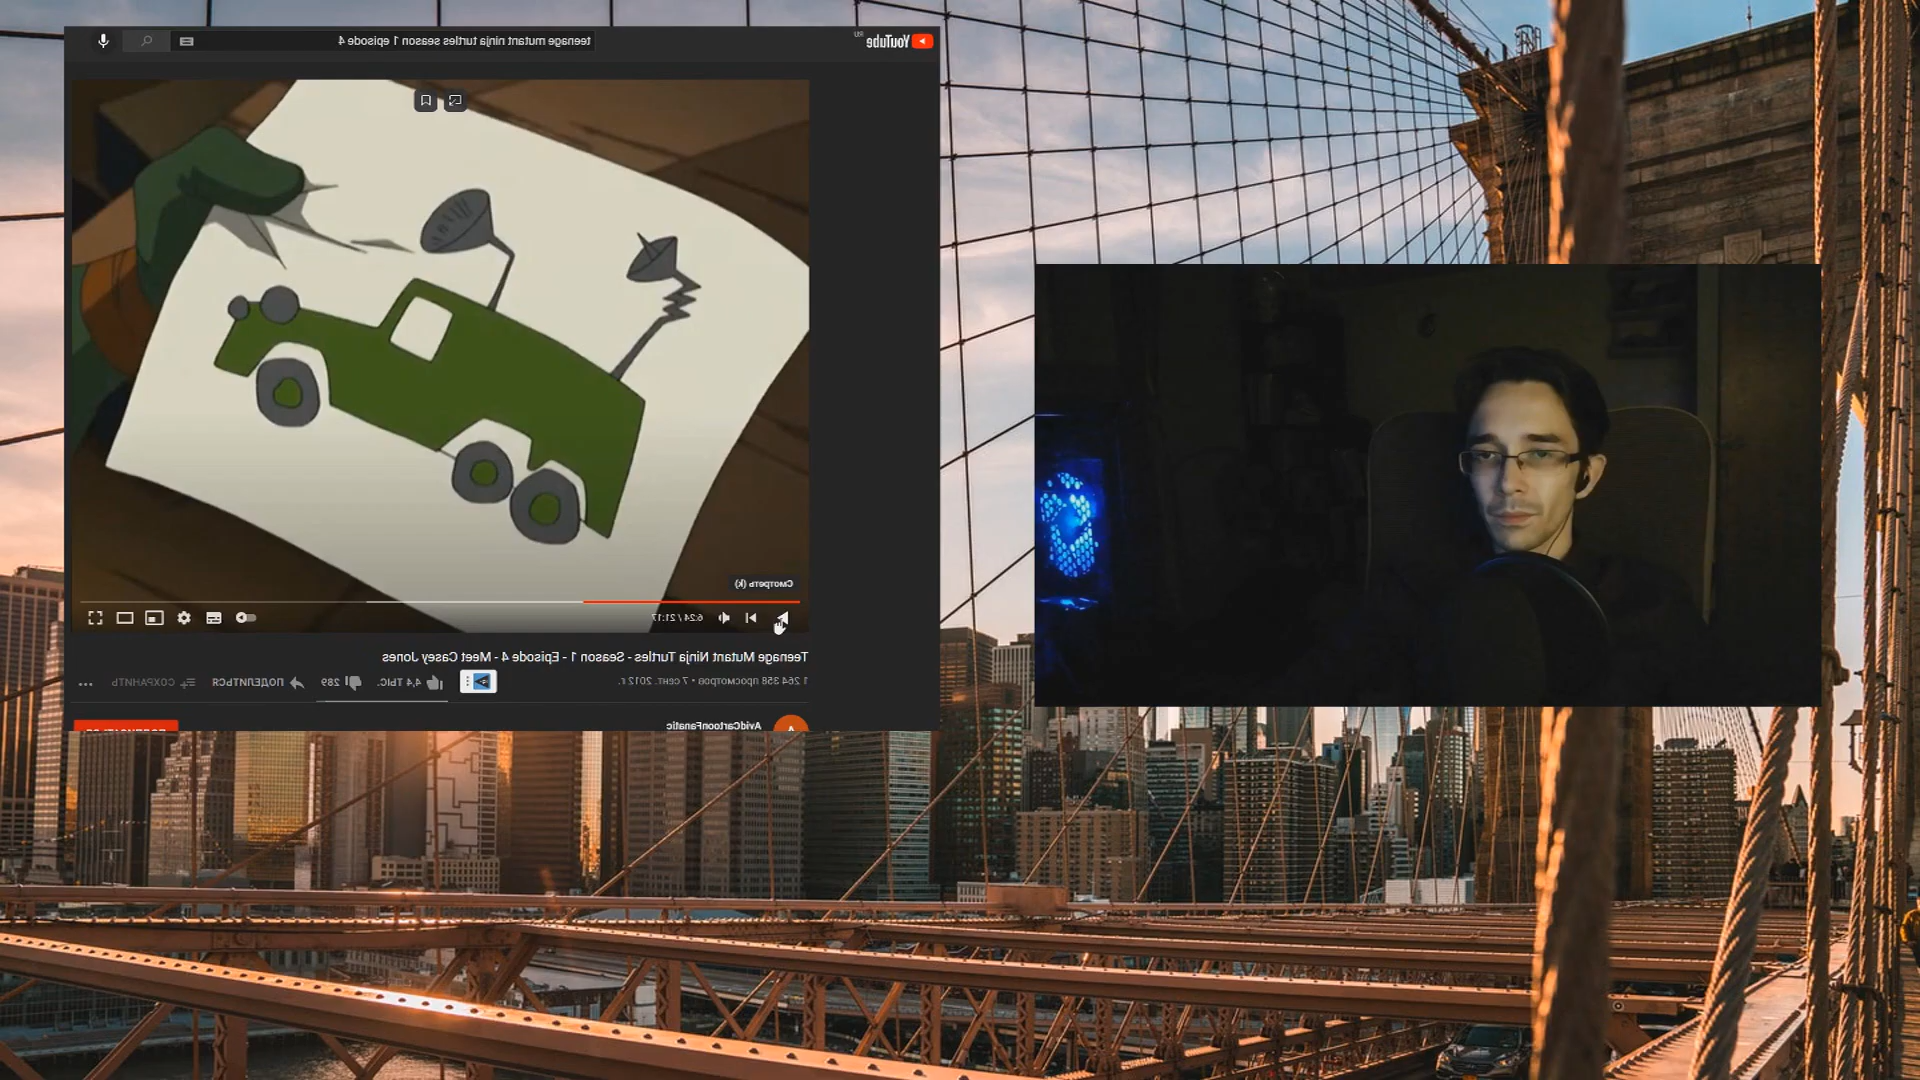 YouTube RU
teenage mutant ninja turtles season 1 episode 4
Смотреть (k)
6:24 / 21:17
Teenage Mutant Ninja Turtles - Season 1 - Episode 4 - Meet Casey Jones
1 264 358 просмотров • 7 сент. 2012 г.
4,4 ТЫС.
289
ПОДЕЛИТЬСЯ
СОХРАНИТЬ
A
AvidCartoonFanatic